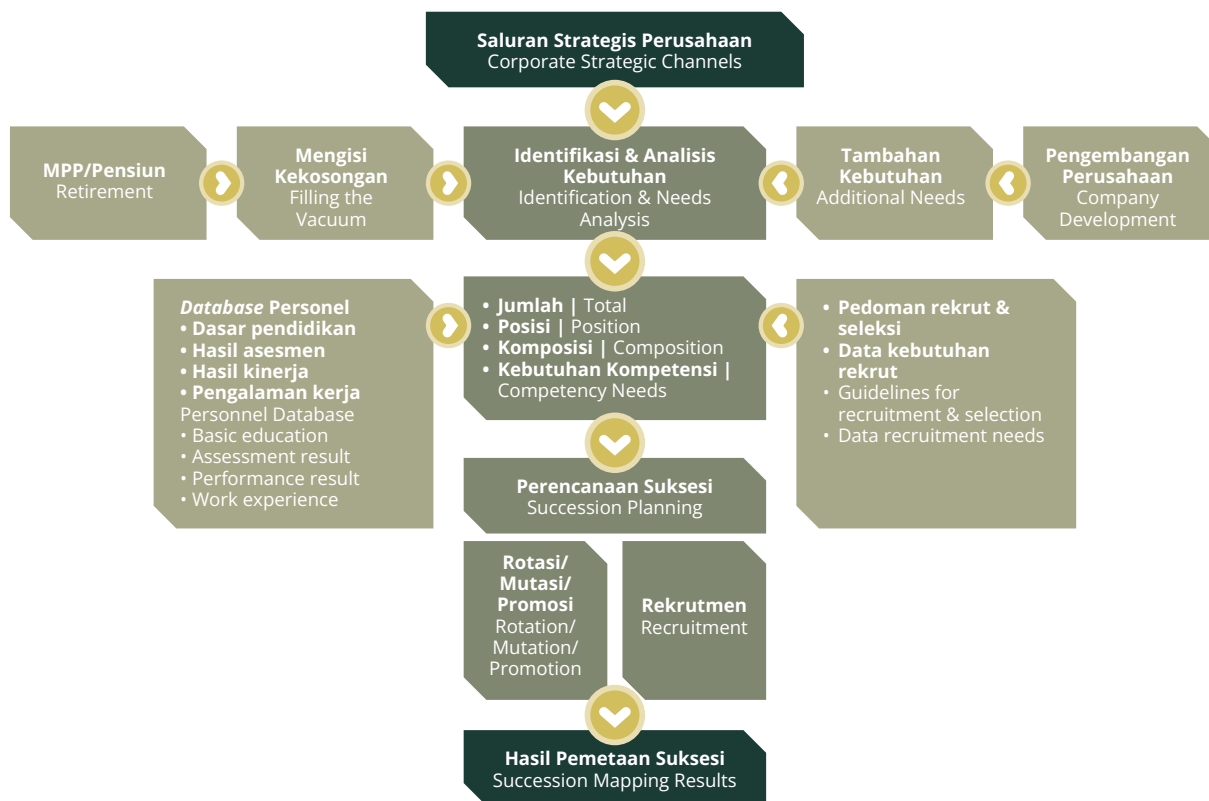 Saluran Strategis Perusahaan
Corporate Strategic Channels
MPP/Pensiun
Retirement
Mengisi
Kekosongan
Filling the
Vacuum
Identifikasi & Analisis
Kebutuhan
Identification & Needs
Analysis
Tambahan
Kebutuhan
Additional Needs
Pengembangan
Perusahaan
Company
Development
Database Personel
• Dasar pendidikan
• Hasil asesmen
• Hasil kinerja
• Pengalaman kerja
Personnel Database
• Basic education
• Assessment result
• Performance result
• Work experience
• Jumlah | Total
• Posisi | Position
• Komposisi | Composition
• Kebutuhan Kompetensi |
Competency Needs
• Pedoman rekrut &
seleksi
• Data kebutuhan
rekrut
• Guidelines for
recruitment & selection
• Data recruitment needs
Perencanaan Suksesi
Succession Planning
Rotasi/
Mutasi/
Promosi
Rotation/
Mutation/
Promotion
Rekrutmen
Recruitment
Hasil Pemetaan Suksesi
Succession Mapping Results